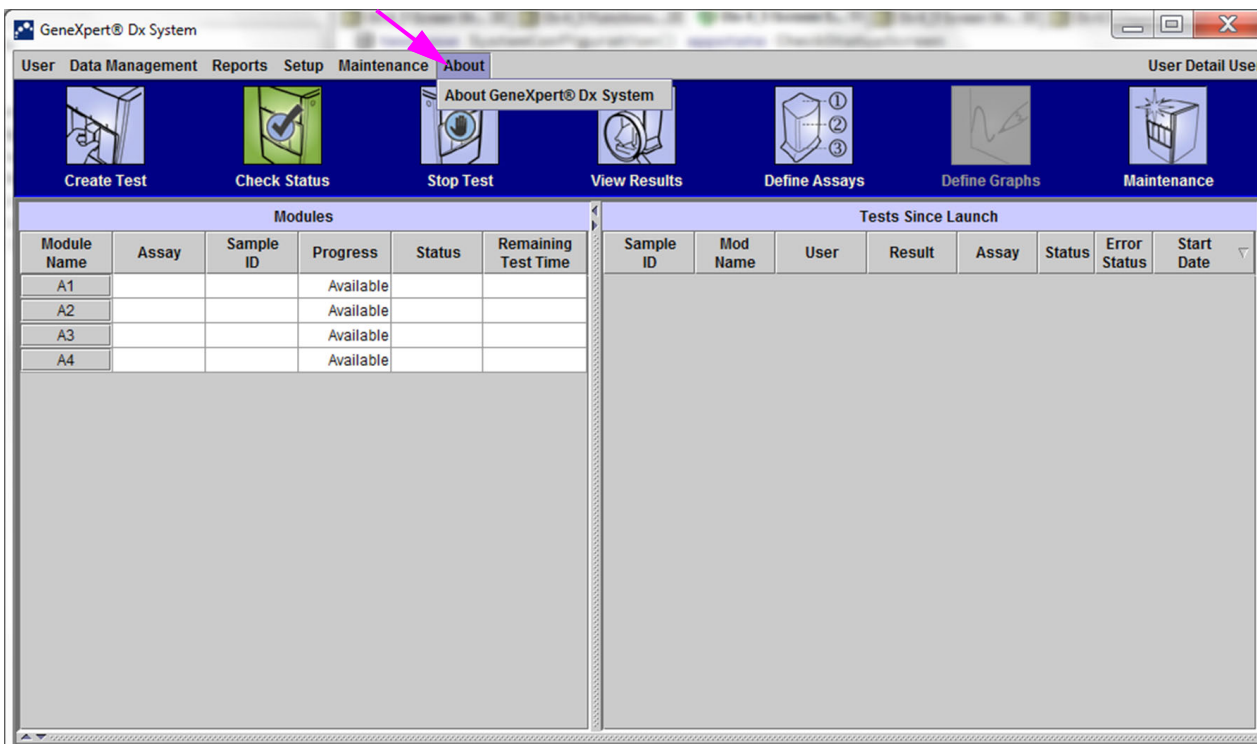 GeneXpert® Dx System
User Data Management Reports Setup Maintenance About User Detail Use
About GeneXpert® Dx System
① ② ③
Create Test Check Status Stop Test View Results Define Assays Define Graphs Maintenance
Modules Tests Since Launch
Module Name Assay Sample ID Progress Status Remaining Test Time Sample ID Mod Name User Result Assay Status Error Status Start Date
A1 Available
A2 Available
A3 Available
A4 Available